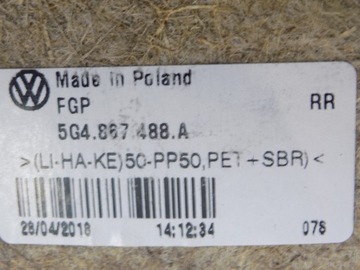 Made in Poland
FGP RR
5G4.867.488.A
>(LI-HA-KE)50-PP50,PET+SBR)<
28/04/2018 14:12:34 078